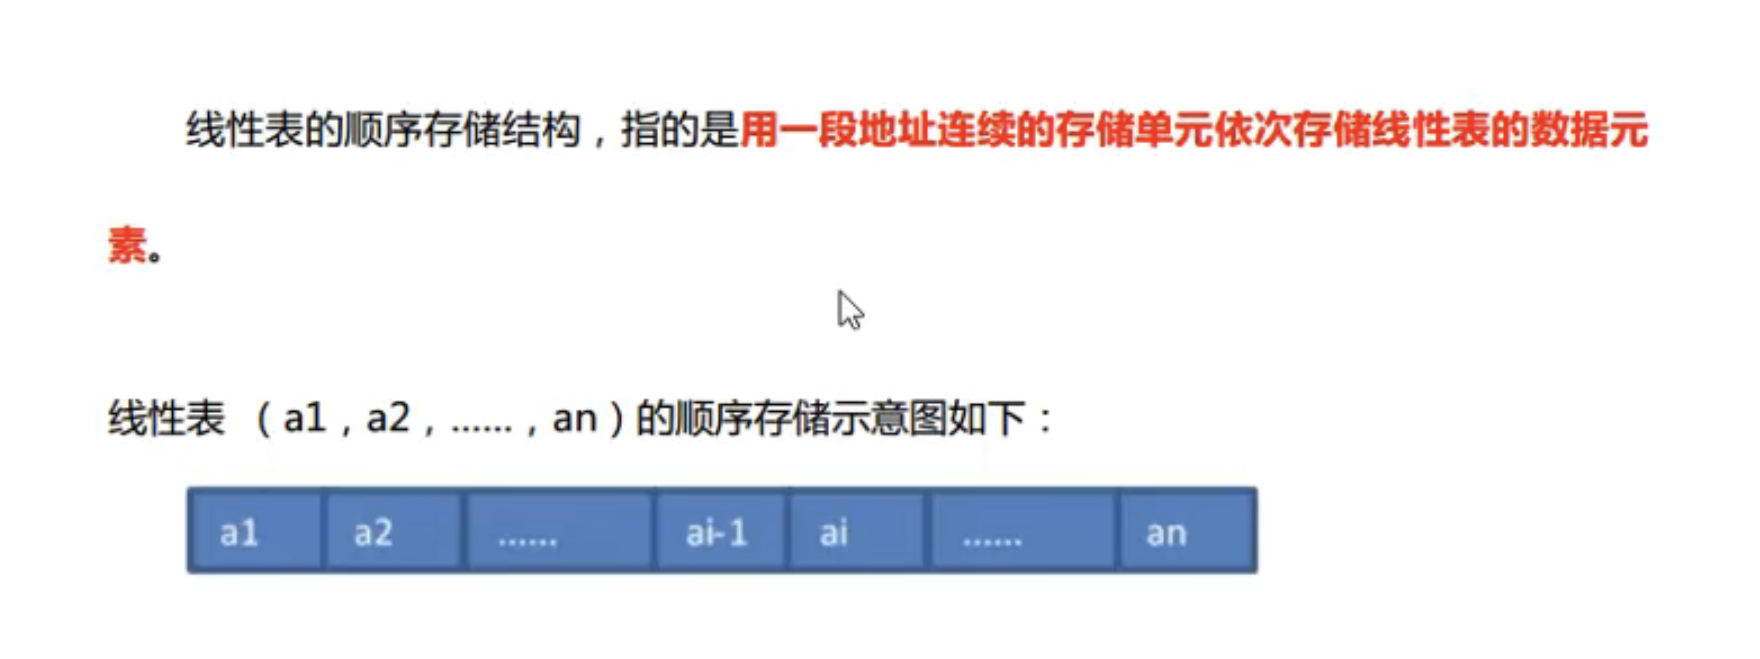 线性表的顺序存储结构，指的是用一段地址连续的存储单元依次存储线性表的数据元
素。
线性表 （a1，a2，……，an）的顺序存储示意图如下：
a1 a2 …… ai-1 ai …… an